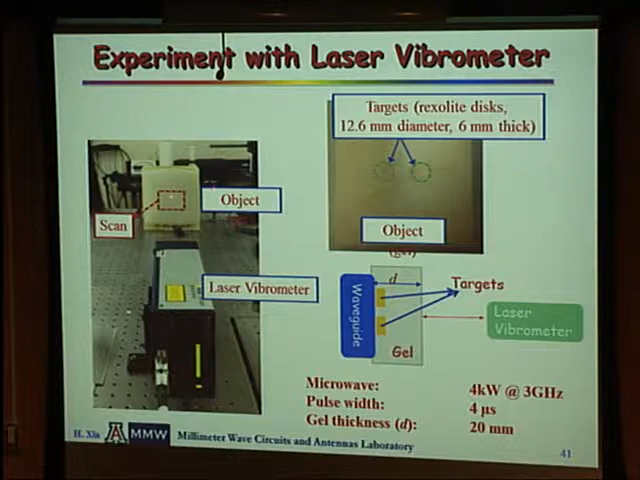 Experiment with Laser Vibrometer
Targets (rexolite disks,
12.6 mm diameter, 6 mm thick)
Object
Scan
Object
(gel)
Laser Vibrometer
d
Targets
Waveguide
Laser
Vibrometer
Gel
Microwave: 4kW @ 3GHz
Pulse width: 4 μs
Gel thickness (d): 20 mm
H. Xin A MMW Millimeter Wave Circuits and Antennas Laboratory 41